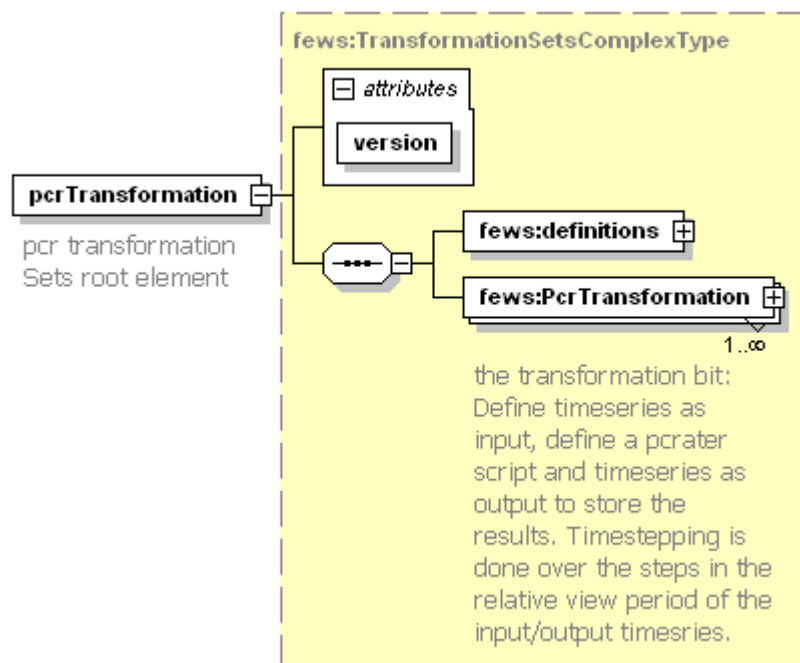 fews:TransformationSetsComplexType
attributes
version
pcrTransformation
pcr transformation
Sets root element
fews:definitions
fews:PcrTransformation
1..∞
the transformation bit:
Define timeseries as
input, define a pcrater
script and timeseries as
output to store the
results. Timestepping is
done over the steps in the
relative view period of the
input/output timesries.